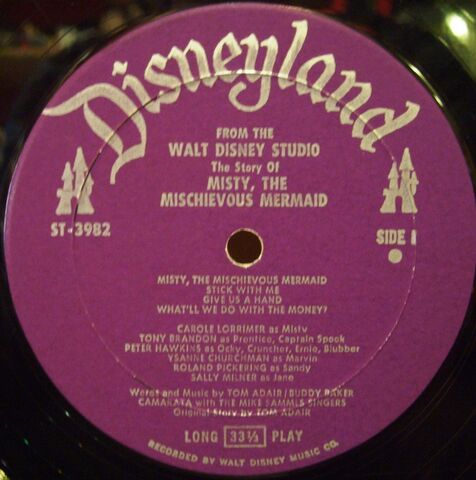 Disneyland
FROM THE
WALT DISNEY STUDIO
The Story Of
MISTY, THE
MISCHIEVOUS MERMAID
ST-3982
SIDE 1
MISTY, THE MISCHIEVOUS MERMAID
STICK WITH ME
GIVE US A HAND
WHAT'LL WE DO WITH THE MONEY?
CAROLE LORRIMER as Misty
TONY BRANDON as Prentice, Captain Spook
PETER HAWKINS as Ocky, Cruncher, Ernie, Blubber
YSANNE CHURCHMAN as Marvin
ROLAND PICKERING as Sandy
SALLY MILNER as Jane
Words and Music by TOM ADAIR/BUDDY BAKER
CAMARATA with THE MIKE SAMMES SINGERS
Original Story by TOM ADAIR
LONG 33⅓ PLAY
RECORDED BY WALT DISNEY MUSIC CO.